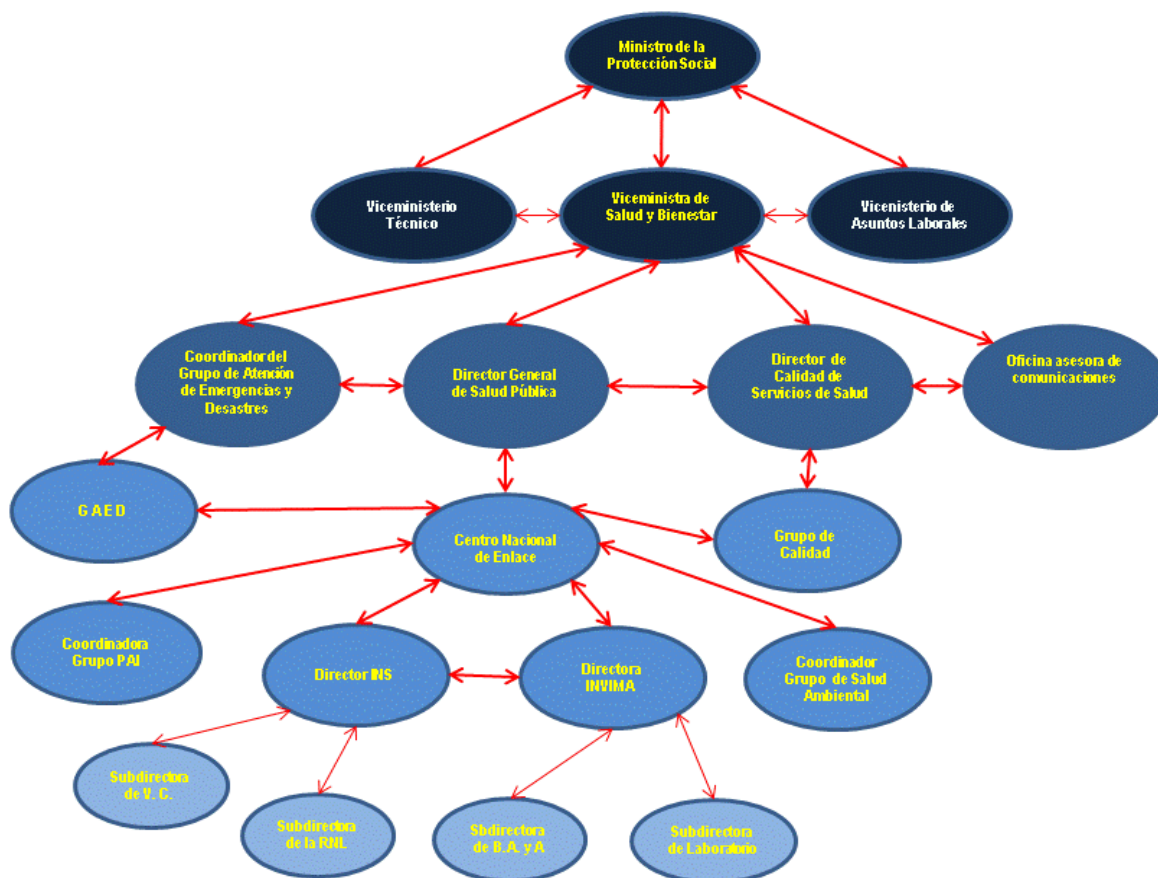 Ministro de la
Protección Social
Viceministerio
Técnico
Viceministra de
Salud y Bienestar
Vicenisterio de
Asuntos Laborales
Coordinador del
Grupo de Atención
de Emergencias y
Desastres
Director General
de Salud Pública
Director de
Calidad de
Servicios de Salud
Oficina asesora de
comunicaciones
G A E D
Centro Nacional
de Enlace
Grupo de
Calidad
Coordinadora
Grupo PAI
Director INS
Directora
INVIMA
Coordinador
Grupo de Salud
Ambiental
Subdirectora
de V. C.
Subdirectora
de la RNL
Sbdirectora
de B.A. y A
Subdirectora
de Laboratorio